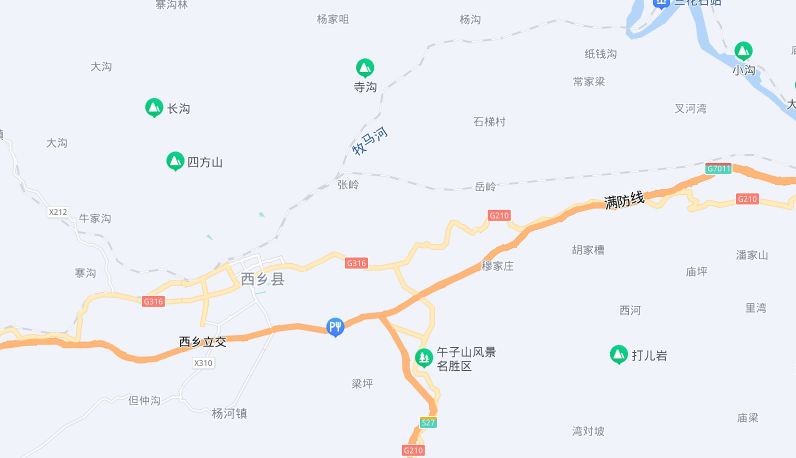 寨沟林
杨家咀
杨沟
三花石站
纸钱沟
大沟
寺沟
常家梁
小沟
长沟
石梯村
叉河湾
大沟
牧马河
四方山
张岭
岳岭
G7011
满防线
G210
X212
牛家沟
G210
胡家槽
潘家山
寨沟
G316
西乡县
穆家庄
庙坪
G316
西河
里湾
西乡立交
X310
午子山风景
名胜区
打儿岩
梁坪
但仲沟
杨河镇
S27
庙梁
湾对坡
G210